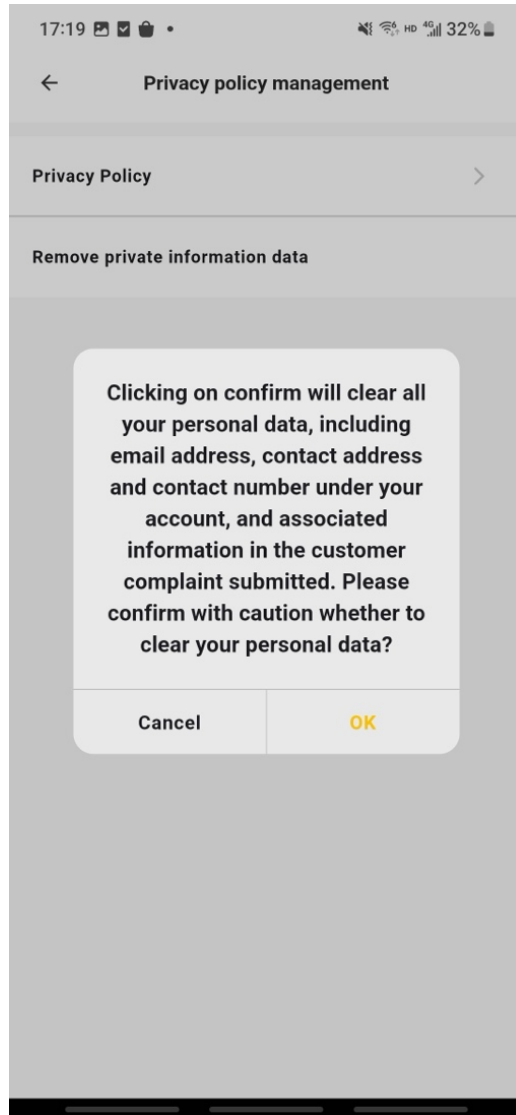 17:19
HD 4G 32%
Privacy policy management
Privacy Policy
Remove private information data
Clicking on confirm will clear all
your personal data, including
email address, contact address
and contact number under your
account, and associated
information in the customer
complaint submitted. Please
confirm with caution whether to
clear your personal data?
Cancel
OK